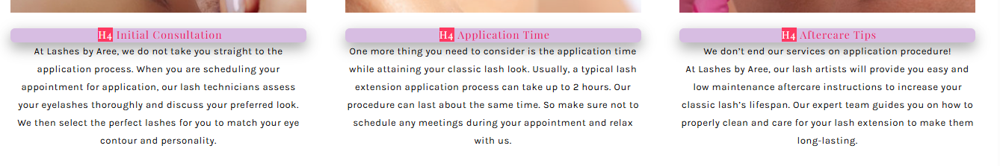 H4 Initial Consultation
At Lashes by Aree, we do not take you straight to the
application process. When you are scheduling your
appointment for application, our lash technicians assess
your eyelashes thoroughly and discuss your preferred look.
We then select the perfect lashes for you to match your eye
contour and personality.
H4 Application Time
One more thing you need to consider is the application time
while attaining your classic lash look. Usually, a typical lash
extension application process can take up to 2 hours. Our
procedure can last about the same time. So make sure not to
schedule any meetings during your appointment and relax
with us.
H4 Aftercare Tips
We don't end our services on application procedure!
At Lashes by Aree, our lash artists will provide you easy and
low maintenance aftercare instructions to increase your
classic lash's lifespan. Our expert team guides you on how to
properly clean and care for your lash extension to make them
long-lasting.